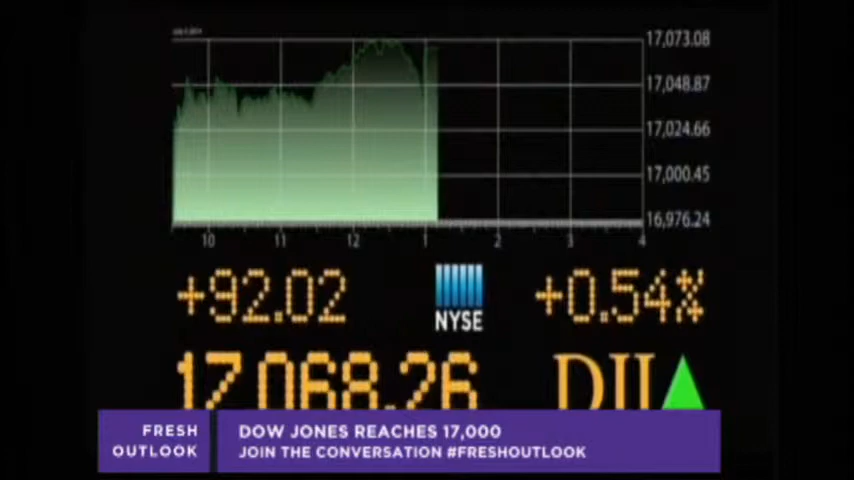 17,073.08
17,048.87
17,024.66
17,000.45
16,976.24
10 11 12 1 2 3 4
+92.02 NYSE +0.54%
17,068.26
FRESH OUTLOOK
DOW JONES REACHES 17,000
JOIN THE CONVERSATION #FRESHOUTLOOK